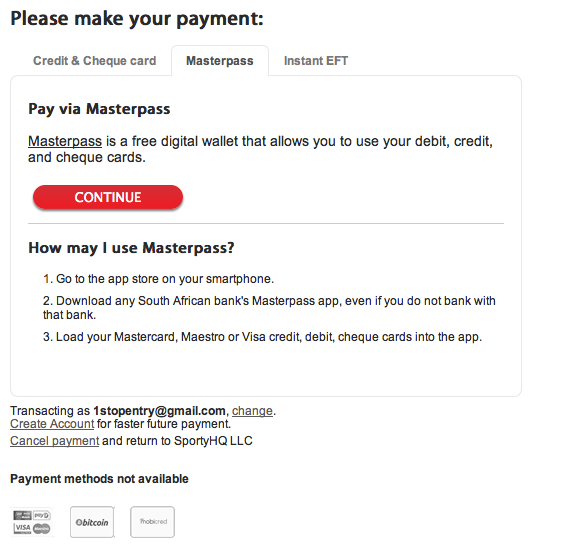 Please make your payment:
Credit & Cheque card
Masterpass
Instant EFT
Pay via Masterpass
Masterpass is a free digital wallet that allows you to use your debit, credit,
and cheque cards.
CONTINUE
How may I use Masterpass?
1. Go to the app store on your smartphone.
2. Download any South African bank's Masterpass app, even if you do not bank with
that bank.
3. Load your Mastercard, Maestro or Visa credit, debit, cheque cards into the app.
Transacting as 1stopentry@gmail.com, change.
Create Account for faster future payment.
Cancel payment and return to SportyHQ LLC
Payment methods not available
VISA
bitcoin
mobicred